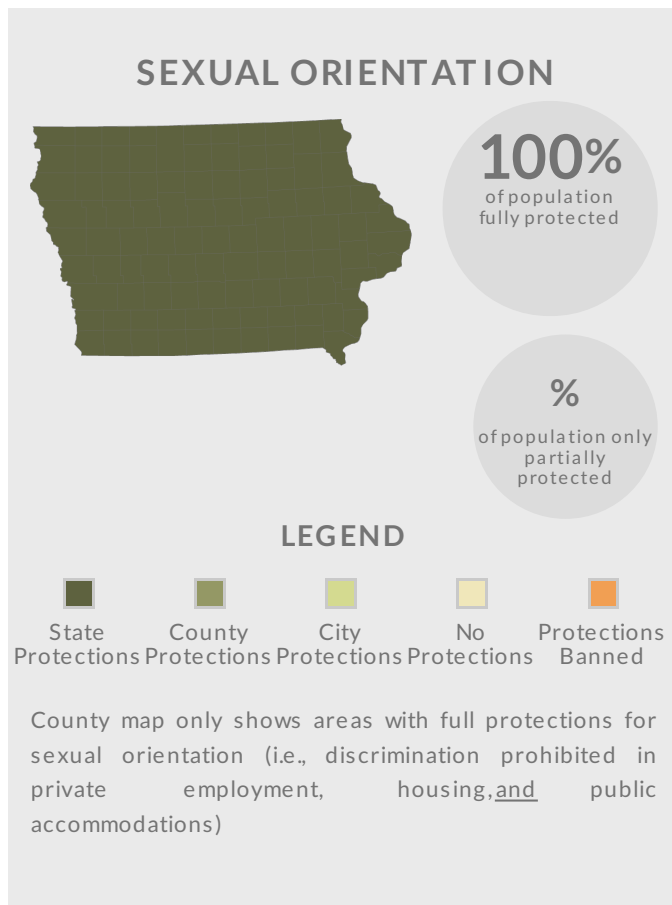 SEXUAL ORIENTATION
100%
of population
fully protected
%
of population only
partially
protected
LEGEND
State
Protections
County
Protections
City
Protections
No
Protections
Protections
Banned
County map only shows areas with full protections for
sexual orientation (i.e., discrimination prohibited in
private employment, housing, and public
accommodations)